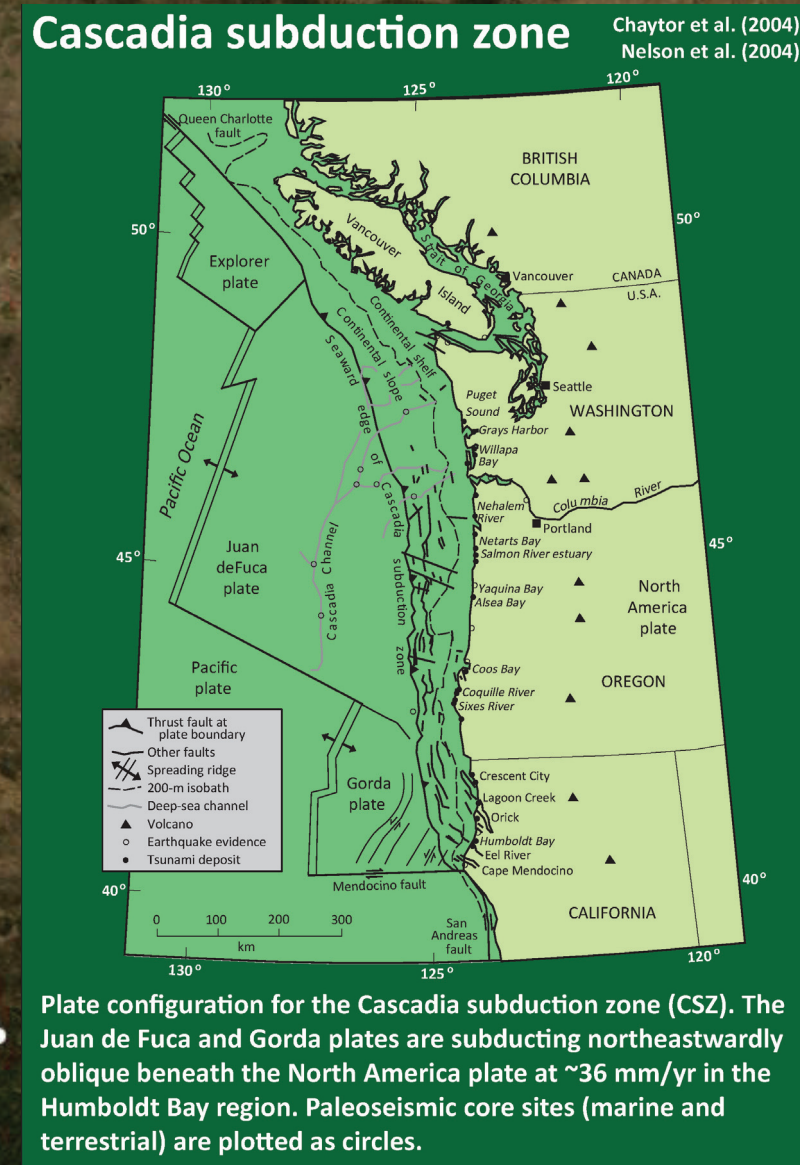 Cascadia subduction zone
Chaytor et al. (2004)
Nelson et al. (2004)
130°
125°
120°
Queen Charlotte
fault
BRITISH
COLUMBIA
50°
50°
Vancouver
Island
Strait of Georgia
Explorer
plate
Vancouver
CANADA
U.S.A.
Continental shelf
Continental slope
Seaward edge of Cascadia subduction zone
Puget
Sound
Seattle
WASHINGTON
Grays Harbor
Willapa
Bay
Pacific Ocean
Columbia River
Nehalem
River
Portland
Netarts Bay
Salmon River estuary
45°
45°
Juan
deFuca
plate
Cascadia Channel
Yaquina Bay
Alsea Bay
North
America
plate
Pacific
plate
Coos Bay
OREGON
Coquille River
Sixes River
Thrust fault at
plate boundary
Other faults
Spreading ridge
200-m isobath
Deep-sea channel
Volcano
Earthquake evidence
Tsunami deposit
Gorda
plate
Crescent City
Lagoon Creek
Orick
Humboldt Bay
Eel River
Cape Mendocino
Mendocino fault
40°
40°
0 100 200 300
km
San
Andreas
fault
CALIFORNIA
130°
125°
120°
Plate configuration for the Cascadia subduction zone (CSZ). The
Juan de Fuca and Gorda plates are subducting northeastwardly
oblique beneath the North America plate at ~36 mm/yr in the
Humboldt Bay region. Paleoseismic core sites (marine and
terrestrial) are plotted as circles.